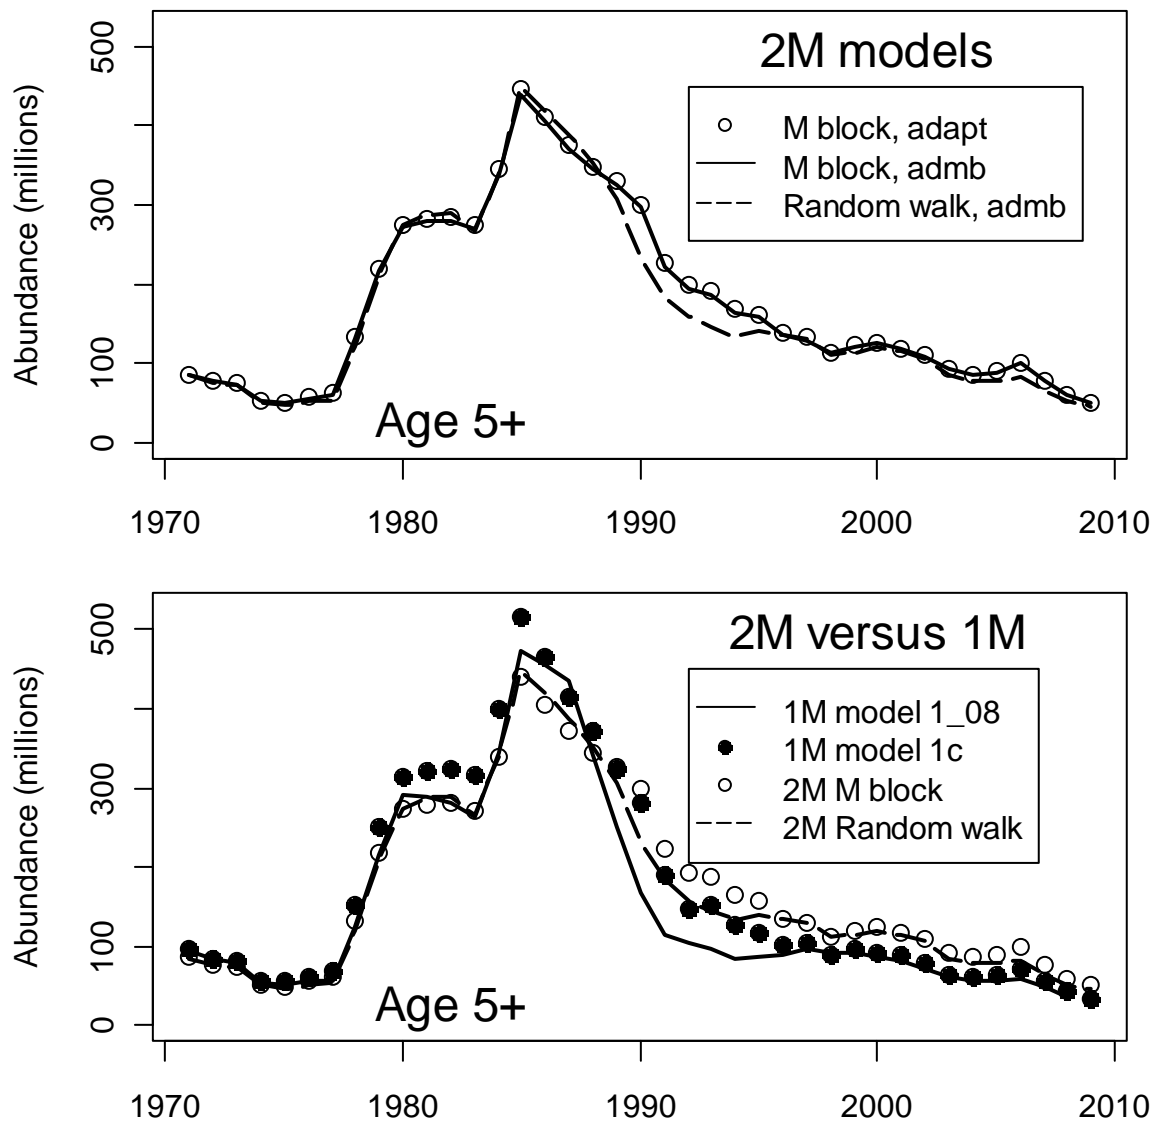 2M models
Abundance (millions)
500
300
100
0
M block, adapt
M block, admb
Random walk, admb
Age 5+
1970 1980 1990 2000 2010
2M versus 1M
Abundance (millions)
500
300
100
0
1M model 1_08
1M model 1c
2M M block
2M Random walk
Age 5+
1970 1980 1990 2000 2010